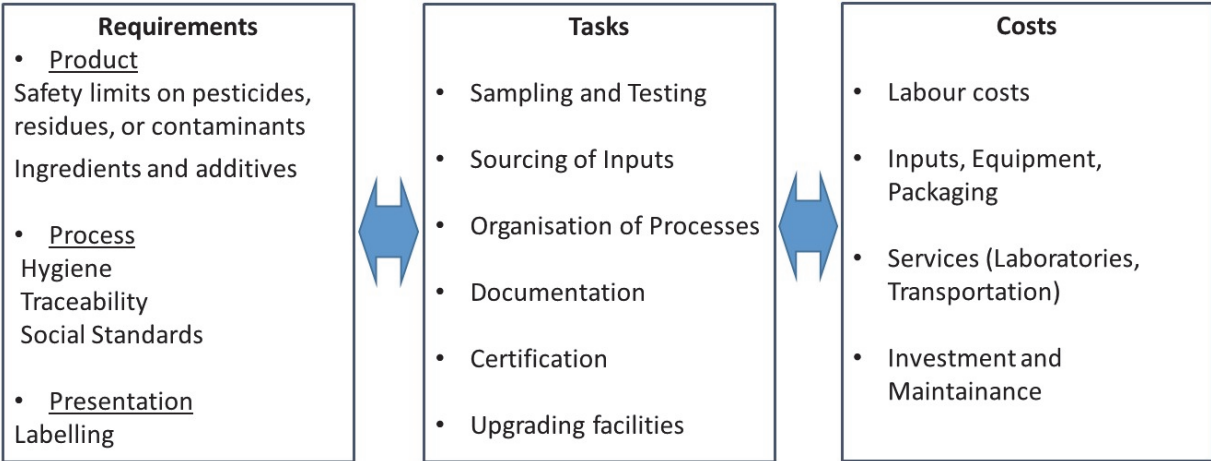 Requirements
• Product
Safety limits on pesticides,
residues, or contaminants
Ingredients and additives
• Process
Hygiene
Traceability
Social Standards
• Presentation
Labelling
Tasks
• Sampling and Testing
• Sourcing of Inputs
• Organisation of Processes
• Documentation
• Certification
• Upgrading facilities
Costs
• Labour costs
• Inputs, Equipment,
Packaging
• Services (Laboratories,
Transportation)
• Investment and
Maintainance